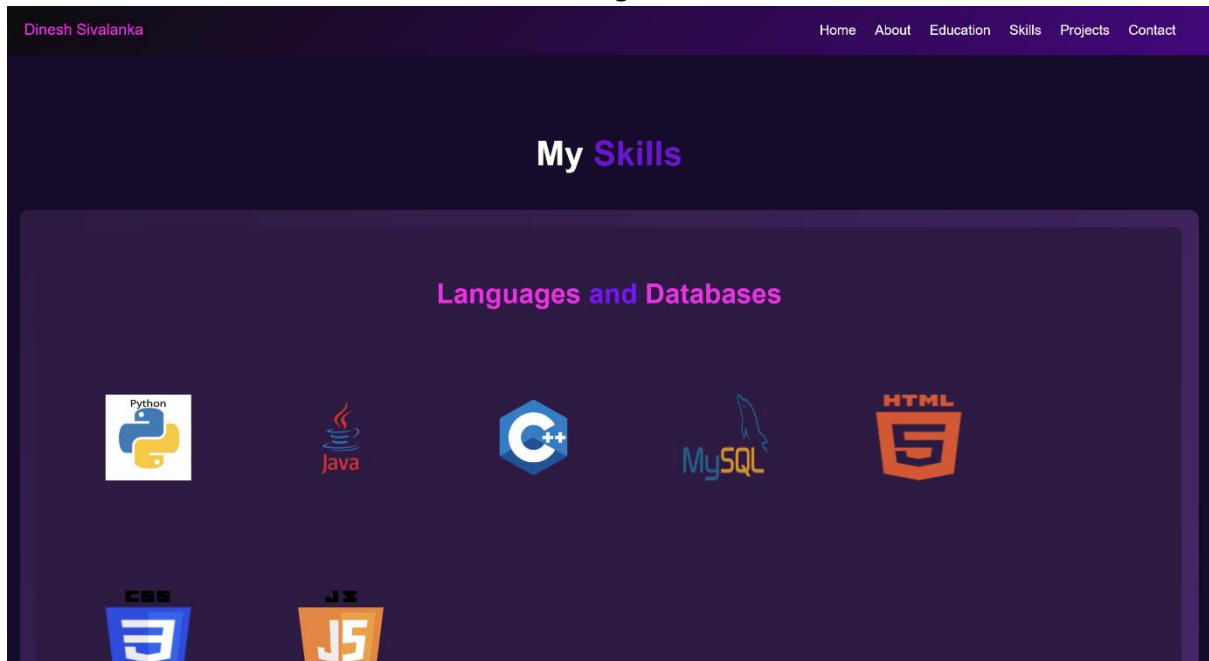 Dinesh Sivalanka
Home About Education Skills Projects Contact
My Skills
Languages and Databases
Python
Java
C++
MySQL
HTML
5
CSS
3
JS
JS